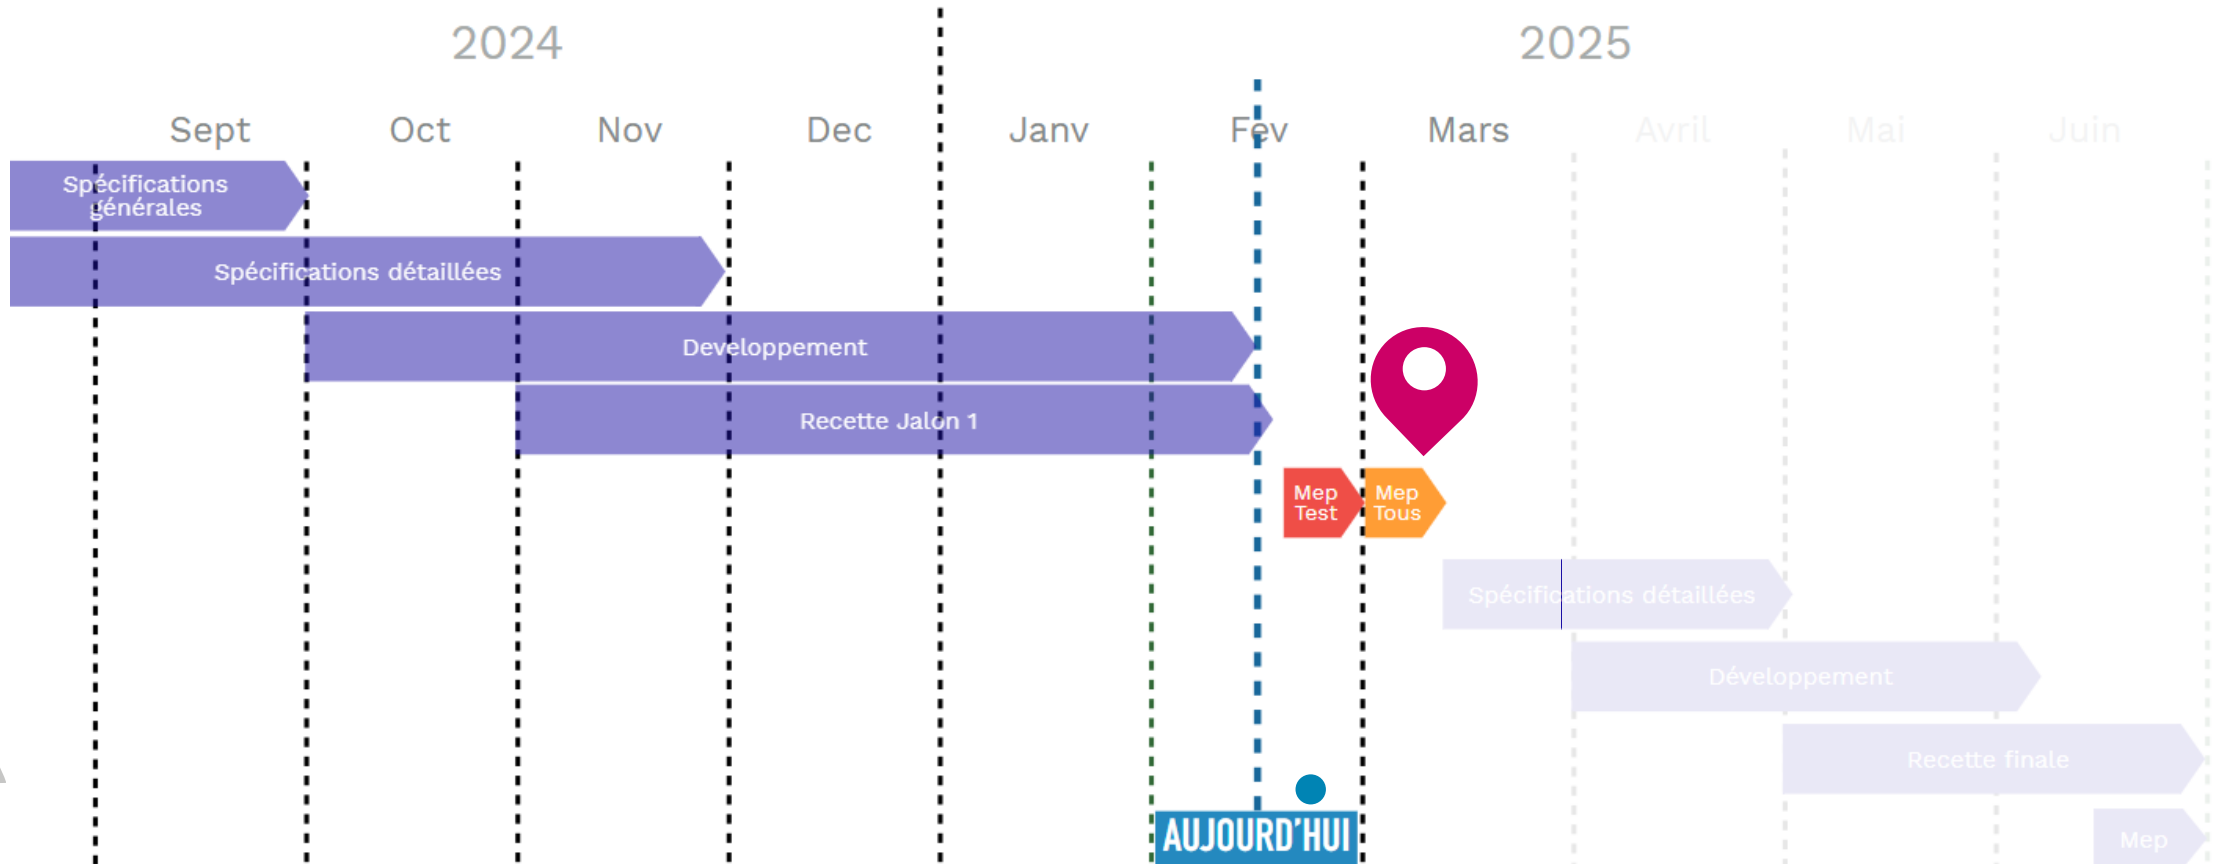 2024
2025
Sept
Oct
Nov
Dec
Janv
Fev
Mars
Avril
Mai
Juin
Spécifications
générales
Spécifications détaillées
Developpement
Recette Jalon 1
Mep
Test
Mep
Tous
Spécifications détaillées
Développement
Recette finale
Mep
AUJOURD'HUI